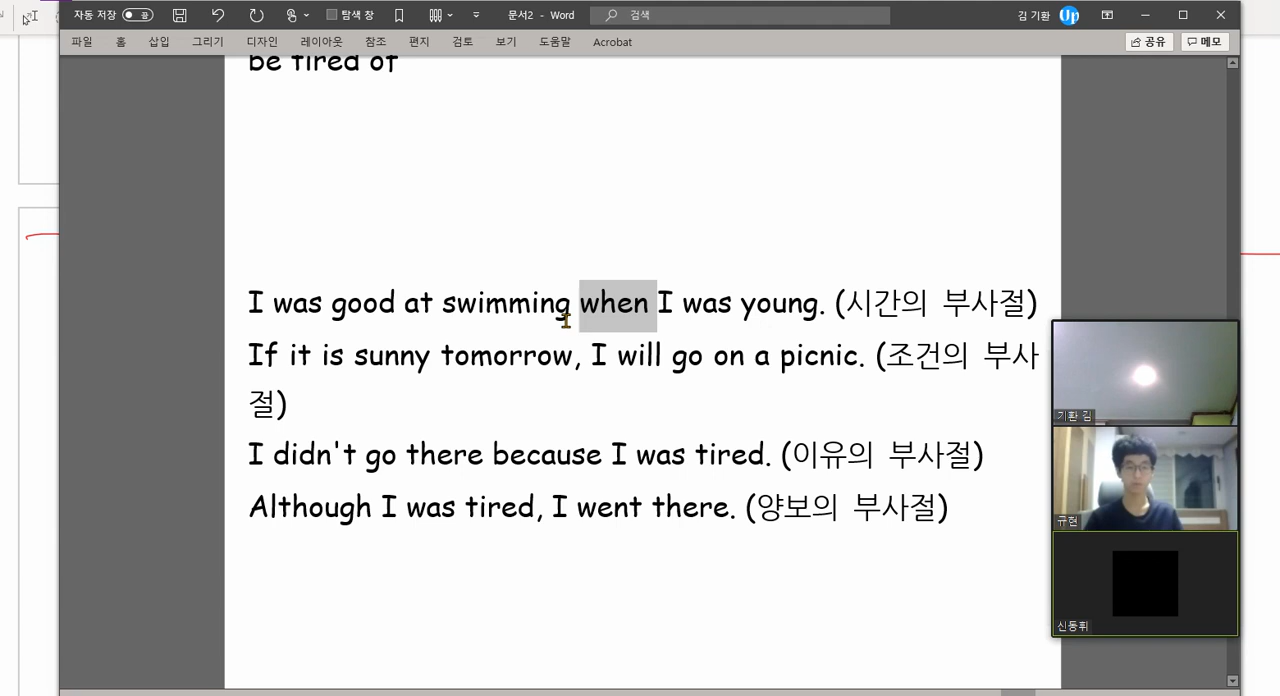 자동 저장 끔 탐색 창 문서2 - Word 검색 김 기환 Up
파일 홈 삽입 그리기 디자인 레이아웃 참조 편지 검토 보기 도움말 Acrobat 공유 메모
be tired of
I was good at swimming when I was young. (시간의 부사절)
If it is sunny tomorrow, I will go on a picnic. (조건의 부사
절)
I didn't go there because I was tired. (이유의 부사절)
Although I was tired, I went there. (양보의 부사절)
기환 김
규현
신동휘